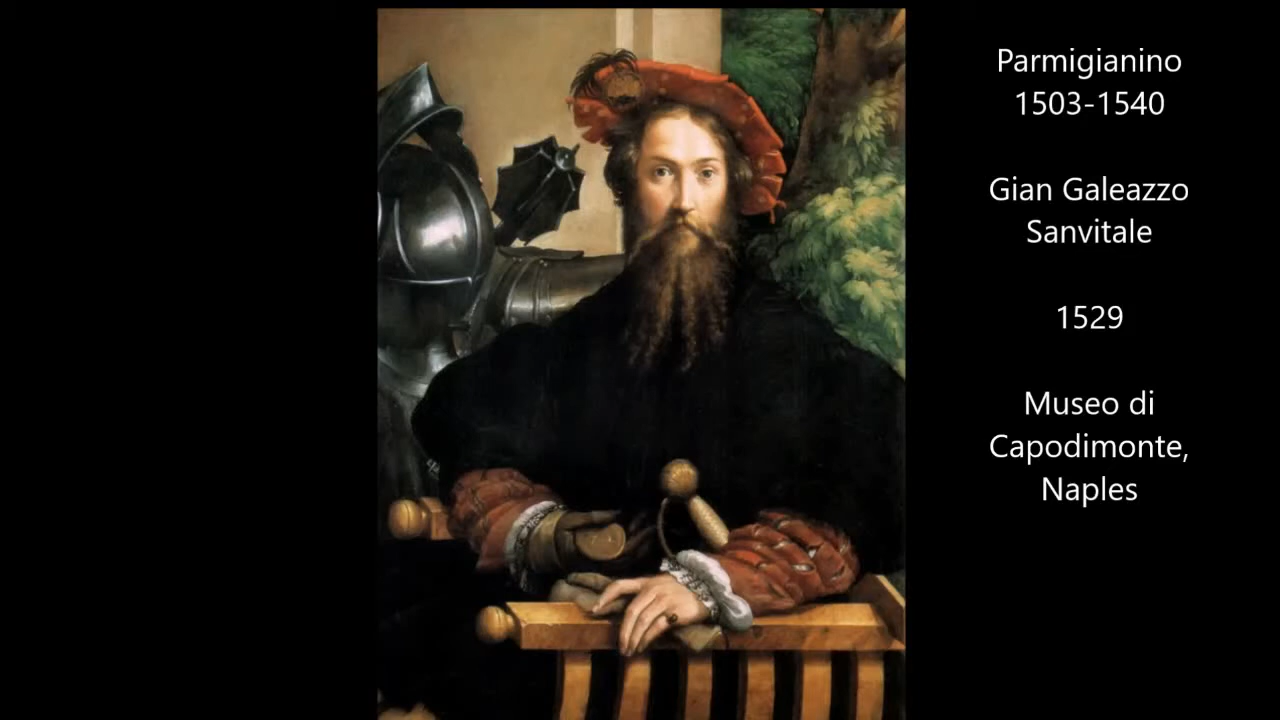 Parmigianino
1503-1540
Gian Galeazzo
Sanvitale
1529
Museo di
Capodimonte,
Naples